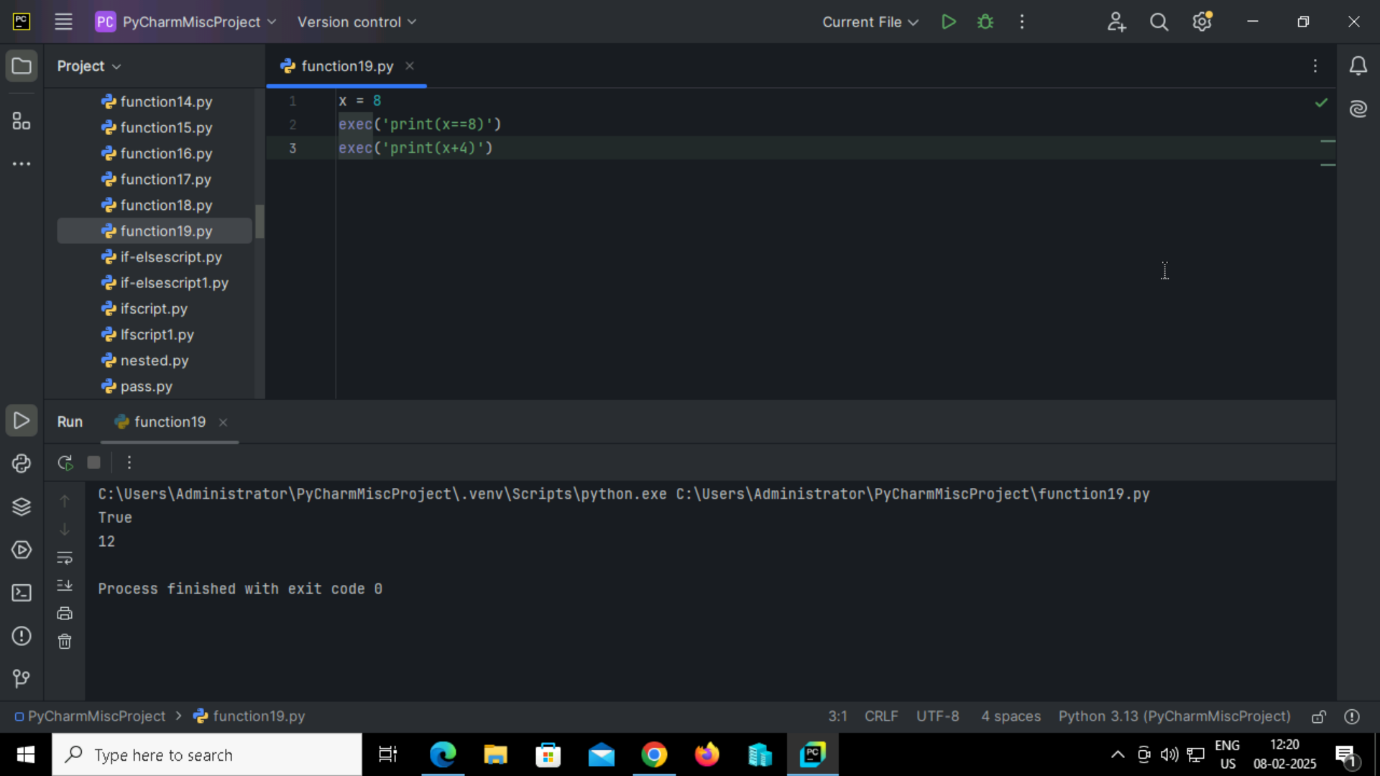 PC PyCharmMiscProject Version control Current File
Project
function19.py
function14.py
function15.py
function16.py
function17.py
function18.py
function19.py
if-elsescript.py
if-elsescript1.py
ifscript.py
Ifscript1.py
nested.py
pass.py
1 x = 8
2 exec('print(x==8)')
3 exec('print(x+4)')
Run function19
C:\Users\Administrator\PyCharmMiscProject\.venv\Scripts\python.exe C:\Users\Administrator\PyCharmMiscProject\function19.py
True
12
Process finished with exit code 0
PyCharmMiscProject > function19.py 3:1 CRLF UTF-8 4 spaces Python 3.13 (PyCharmMiscProject)
Type here to search
PC
ENG
US
12:20
08-02-2025
1